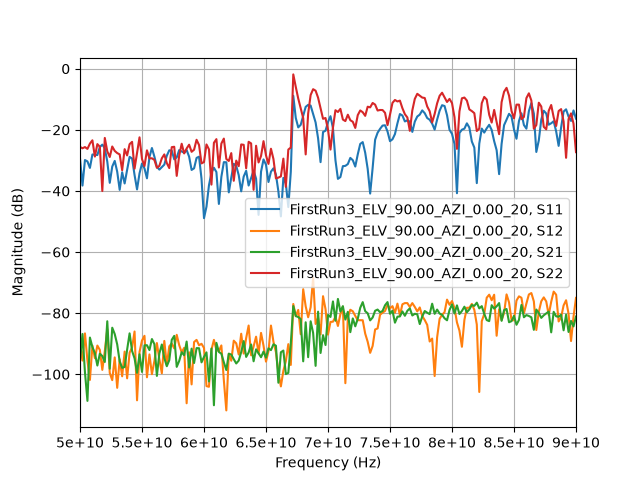 0
−20
−40
−60
−80
−100
Magnitude (dB)
FirstRun3_ELV_90.00_AZI_0.00_20, S11
FirstRun3_ELV_90.00_AZI_0.00_20, S12
FirstRun3_ELV_90.00_AZI_0.00_20, S21
FirstRun3_ELV_90.00_AZI_0.00_20, S22
5e+10 5.5e+10 6e+10 6.5e+10 7e+10 7.5e+10 8e+10 8.5e+10 9e+10
Frequency (Hz)